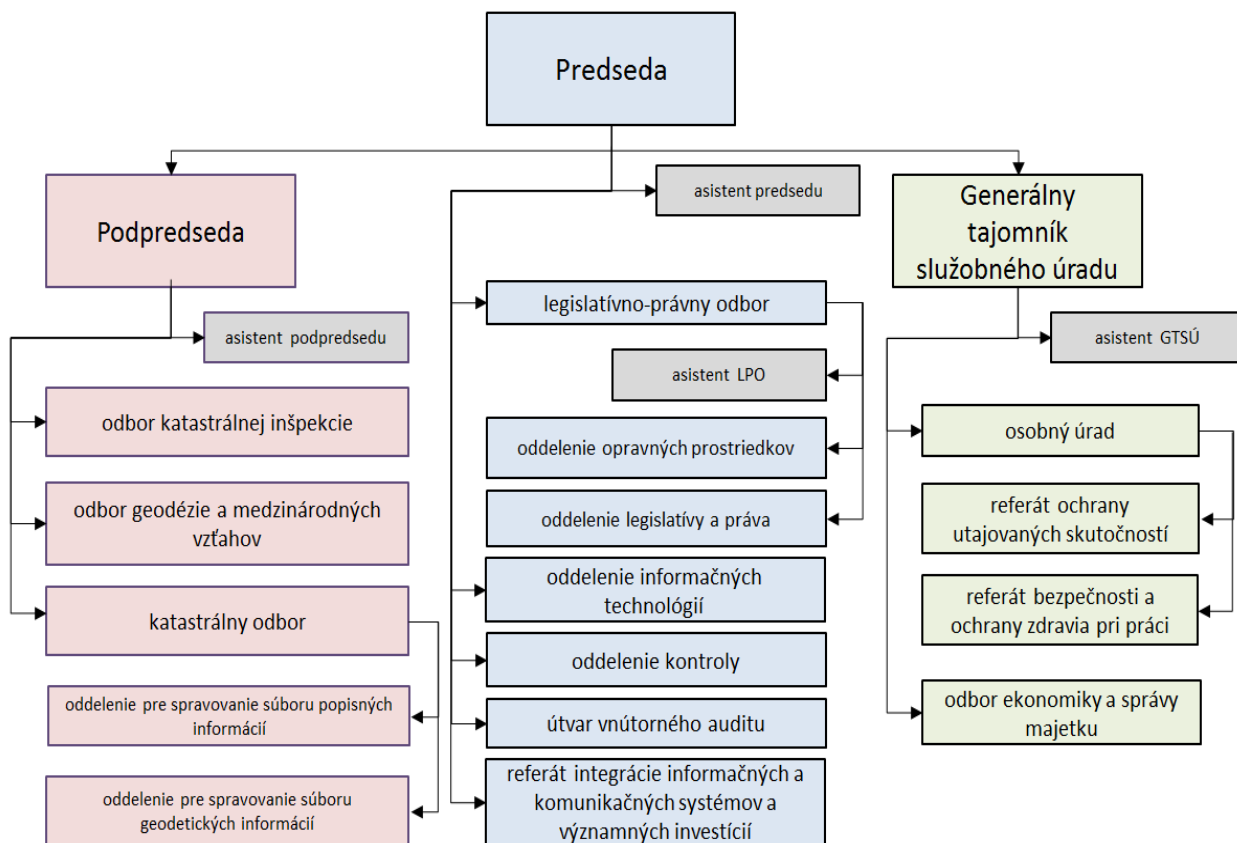 Predseda
Podpredseda
asistent podpredsedu
odbor katastrálnej inšpekcie
odbor geodézie a medzinárodných
vzťahov
katastrálny odbor
oddelenie pre spravovanie súboru popisných
informácií
oddelenie pre spravovanie súboru
geodetických informácií
asistent predsedu
legislatívno-právny odbor
asistent LPO
oddelenie opravných prostriedkov
oddelenie legislatívy a práva
oddelenie informačných
technológií
oddelenie kontroly
útvar vnútorného auditu
referát integrácie informačných a
komunikačných systémov a
významných investícií
Generálny
tajomník
služobného úradu
asistent GTSÚ
osobný úrad
referát ochrany
utajovaných skutočností
referát bezpečnosti a
ochrany zdravia pri práci
odbor ekonomiky a správy
majetku